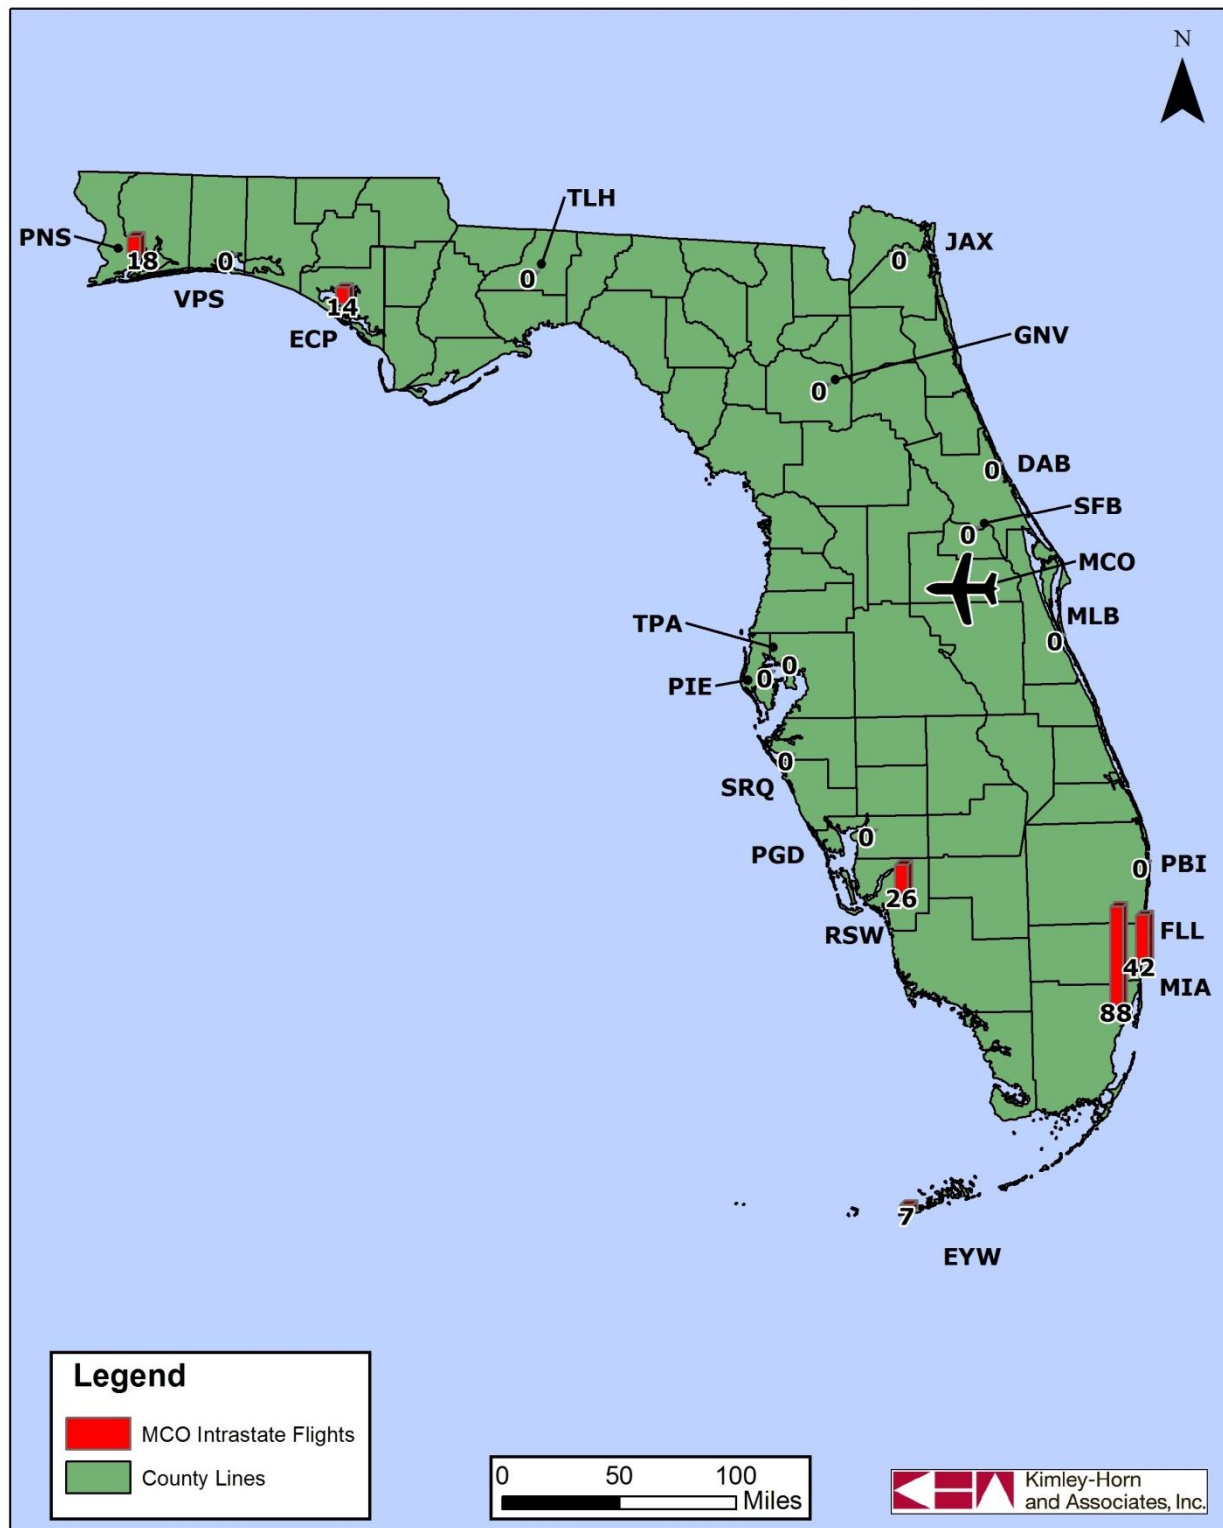 N
TLH
PNS
18
0
VPS
14
ECP
0
JAX
0
GNV
0
DAB
0
SFB
0
MCO
MLB
0
TPA
0
PIE
0
0
SRQ
0
PGD
PBI
0
26
RSW
FLL
42
MIA
88
7
EYW
Legend
MCO Intrastate Flights
County Lines
0 50 100
Miles
Kimley-Horn
and Associates, Inc.